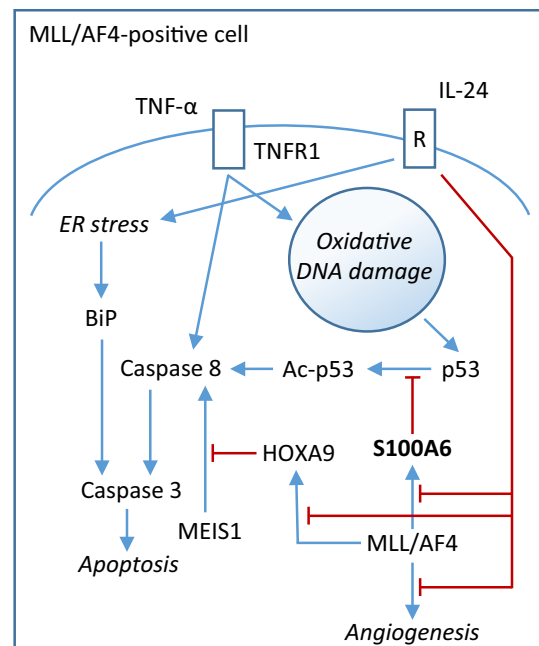 MLL/AF4-positive cell
IL-24
TNF-α
TNFR1
R
ER stress
Oxidative
DNA damage
BiP
Caspase 8
Ac-p53
p53
HOXA9
S100A6
Caspase 3
MEIS1
MLL/AF4
Apoptosis
Angiogenesis